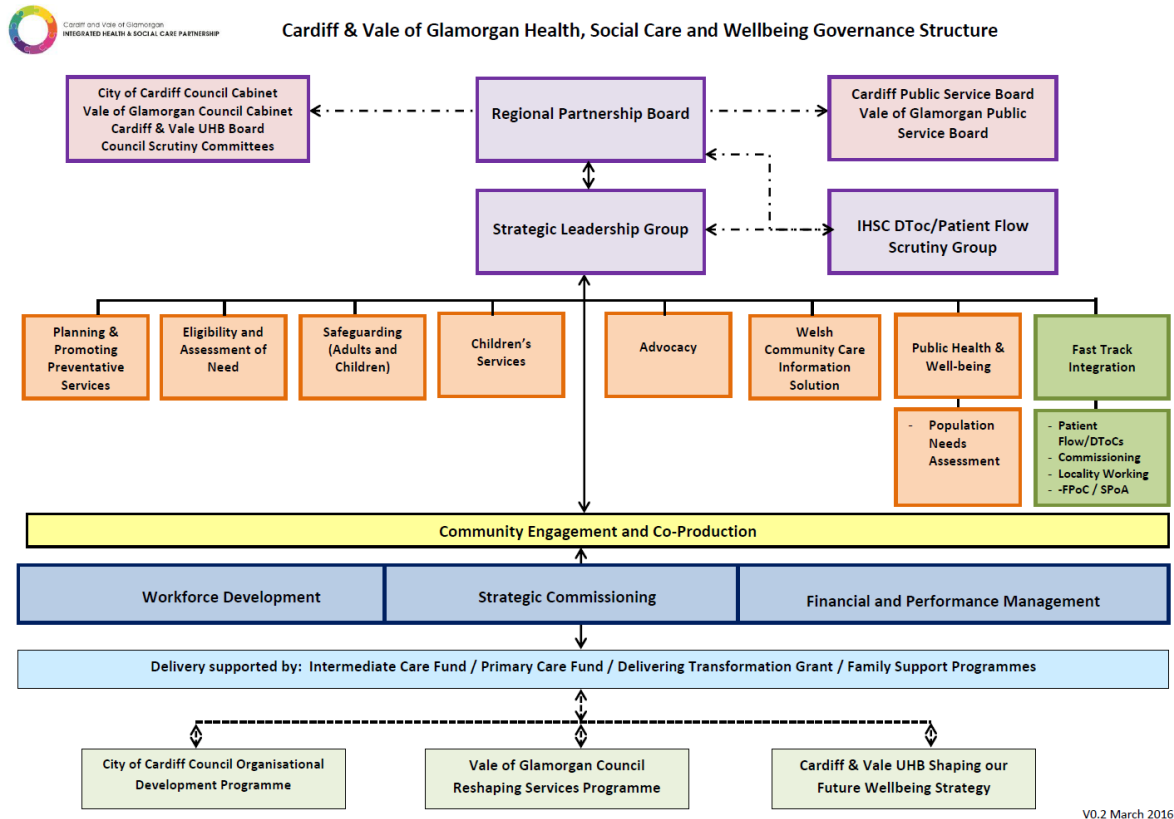 Cardiff and Vale of Glamorgan
INTEGRATED HEALTH & SOCIAL CARE PARTNERSHIP
Cardiff & Vale of Glamorgan Health, Social Care and Wellbeing Governance Structure
City of Cardiff Council Cabinet
Vale of Glamorgan Council Cabinet
Cardiff & Vale UHB Board
Council Scrutiny Committees
Regional Partnership Board
Cardiff Public Service Board
Vale of Glamorgan Public
Service Board
Strategic Leadership Group
IHSC DToc/Patient Flow
Scrutiny Group
Planning &
Promoting
Preventative
Services
Eligibility and
Assessment of
Need
Safeguarding
(Adults and
Children)
Children's
Services
Advocacy
Welsh
Community Care
Information
Solution
Public Health &
Well-being
Fast Track
Integration
- Population
Needs
Assessment
- Patient
Flow/DToCs
- Commissioning
- Locality Working
- -FPoC / SPoA
Community Engagement and Co-Production
Workforce Development
Strategic Commissioning
Financial and Performance Management
Delivery supported by: Intermediate Care Fund / Primary Care Fund / Delivering Transformation Grant / Family Support Programmes
City of Cardiff Council Organisational
Development Programme
Vale of Glamorgan Council
Reshaping Services Programme
Cardiff & Vale UHB Shaping our
Future Wellbeing Strategy
V0.2 March 2016